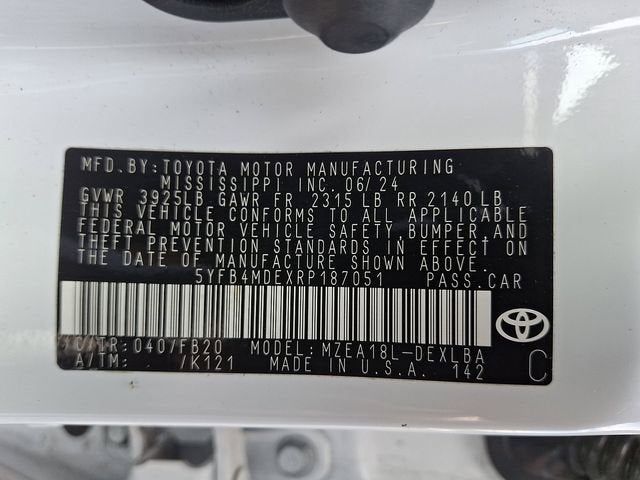 MFD. BY: TOYOTA MOTOR MANUFACTURING
MISSISSIPPI INC. 06/24
GVWR 3925LB GAWR FR 2315 LB RR 2140 LB
THIS VEHICLE CONFORMS TO ALL APPLICABLE
FEDERAL MOTOR VEHICLE SAFETY, BUMPER, AND
THEFT PREVENTION STANDARDS IN EFFECT ON
THE DATE OF MANUFACTURE SHOWN ABOVE.
5YFB4MDEXRP187051 PASS.CAR
C/TR: 040/FB20 MODEL: MZEA18L-DEXLBA
A/TM: /K121 MADE IN U.S.A. 142 C